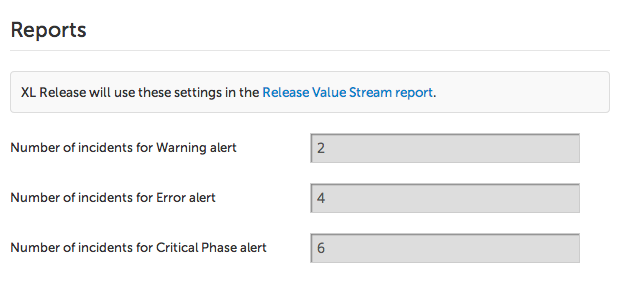 Reports
XL Release will use these settings in the Release Value Stream report.
Number of incidents for Warning alert 2
Number of incidents for Error alert 4
Number of incidents for Critical Phase alert 6